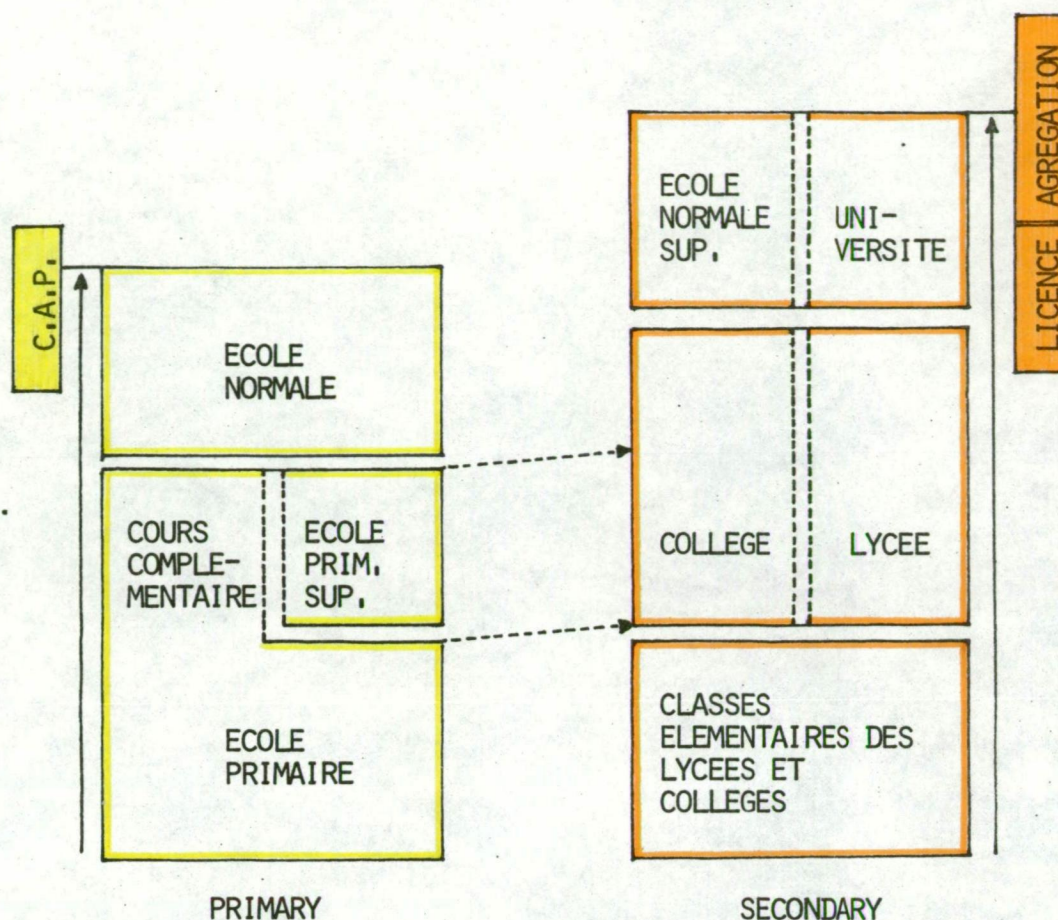 C.A.P.
ECOLE
NORMALE
COURS
COMPLE-
MENTAIRE
ECOLE
PRIM.
SUP.
ECOLE
PRIMAIRE
PRIMARY
ECOLE
NORMALE
SUP.
UNI-
VERSITE
COLLEGE
LYCEE
CLASSES
ELEMENTAIRES DES
LYCEES ET
COLLEGES
SECONDARY
LICENCE
AGREGATION